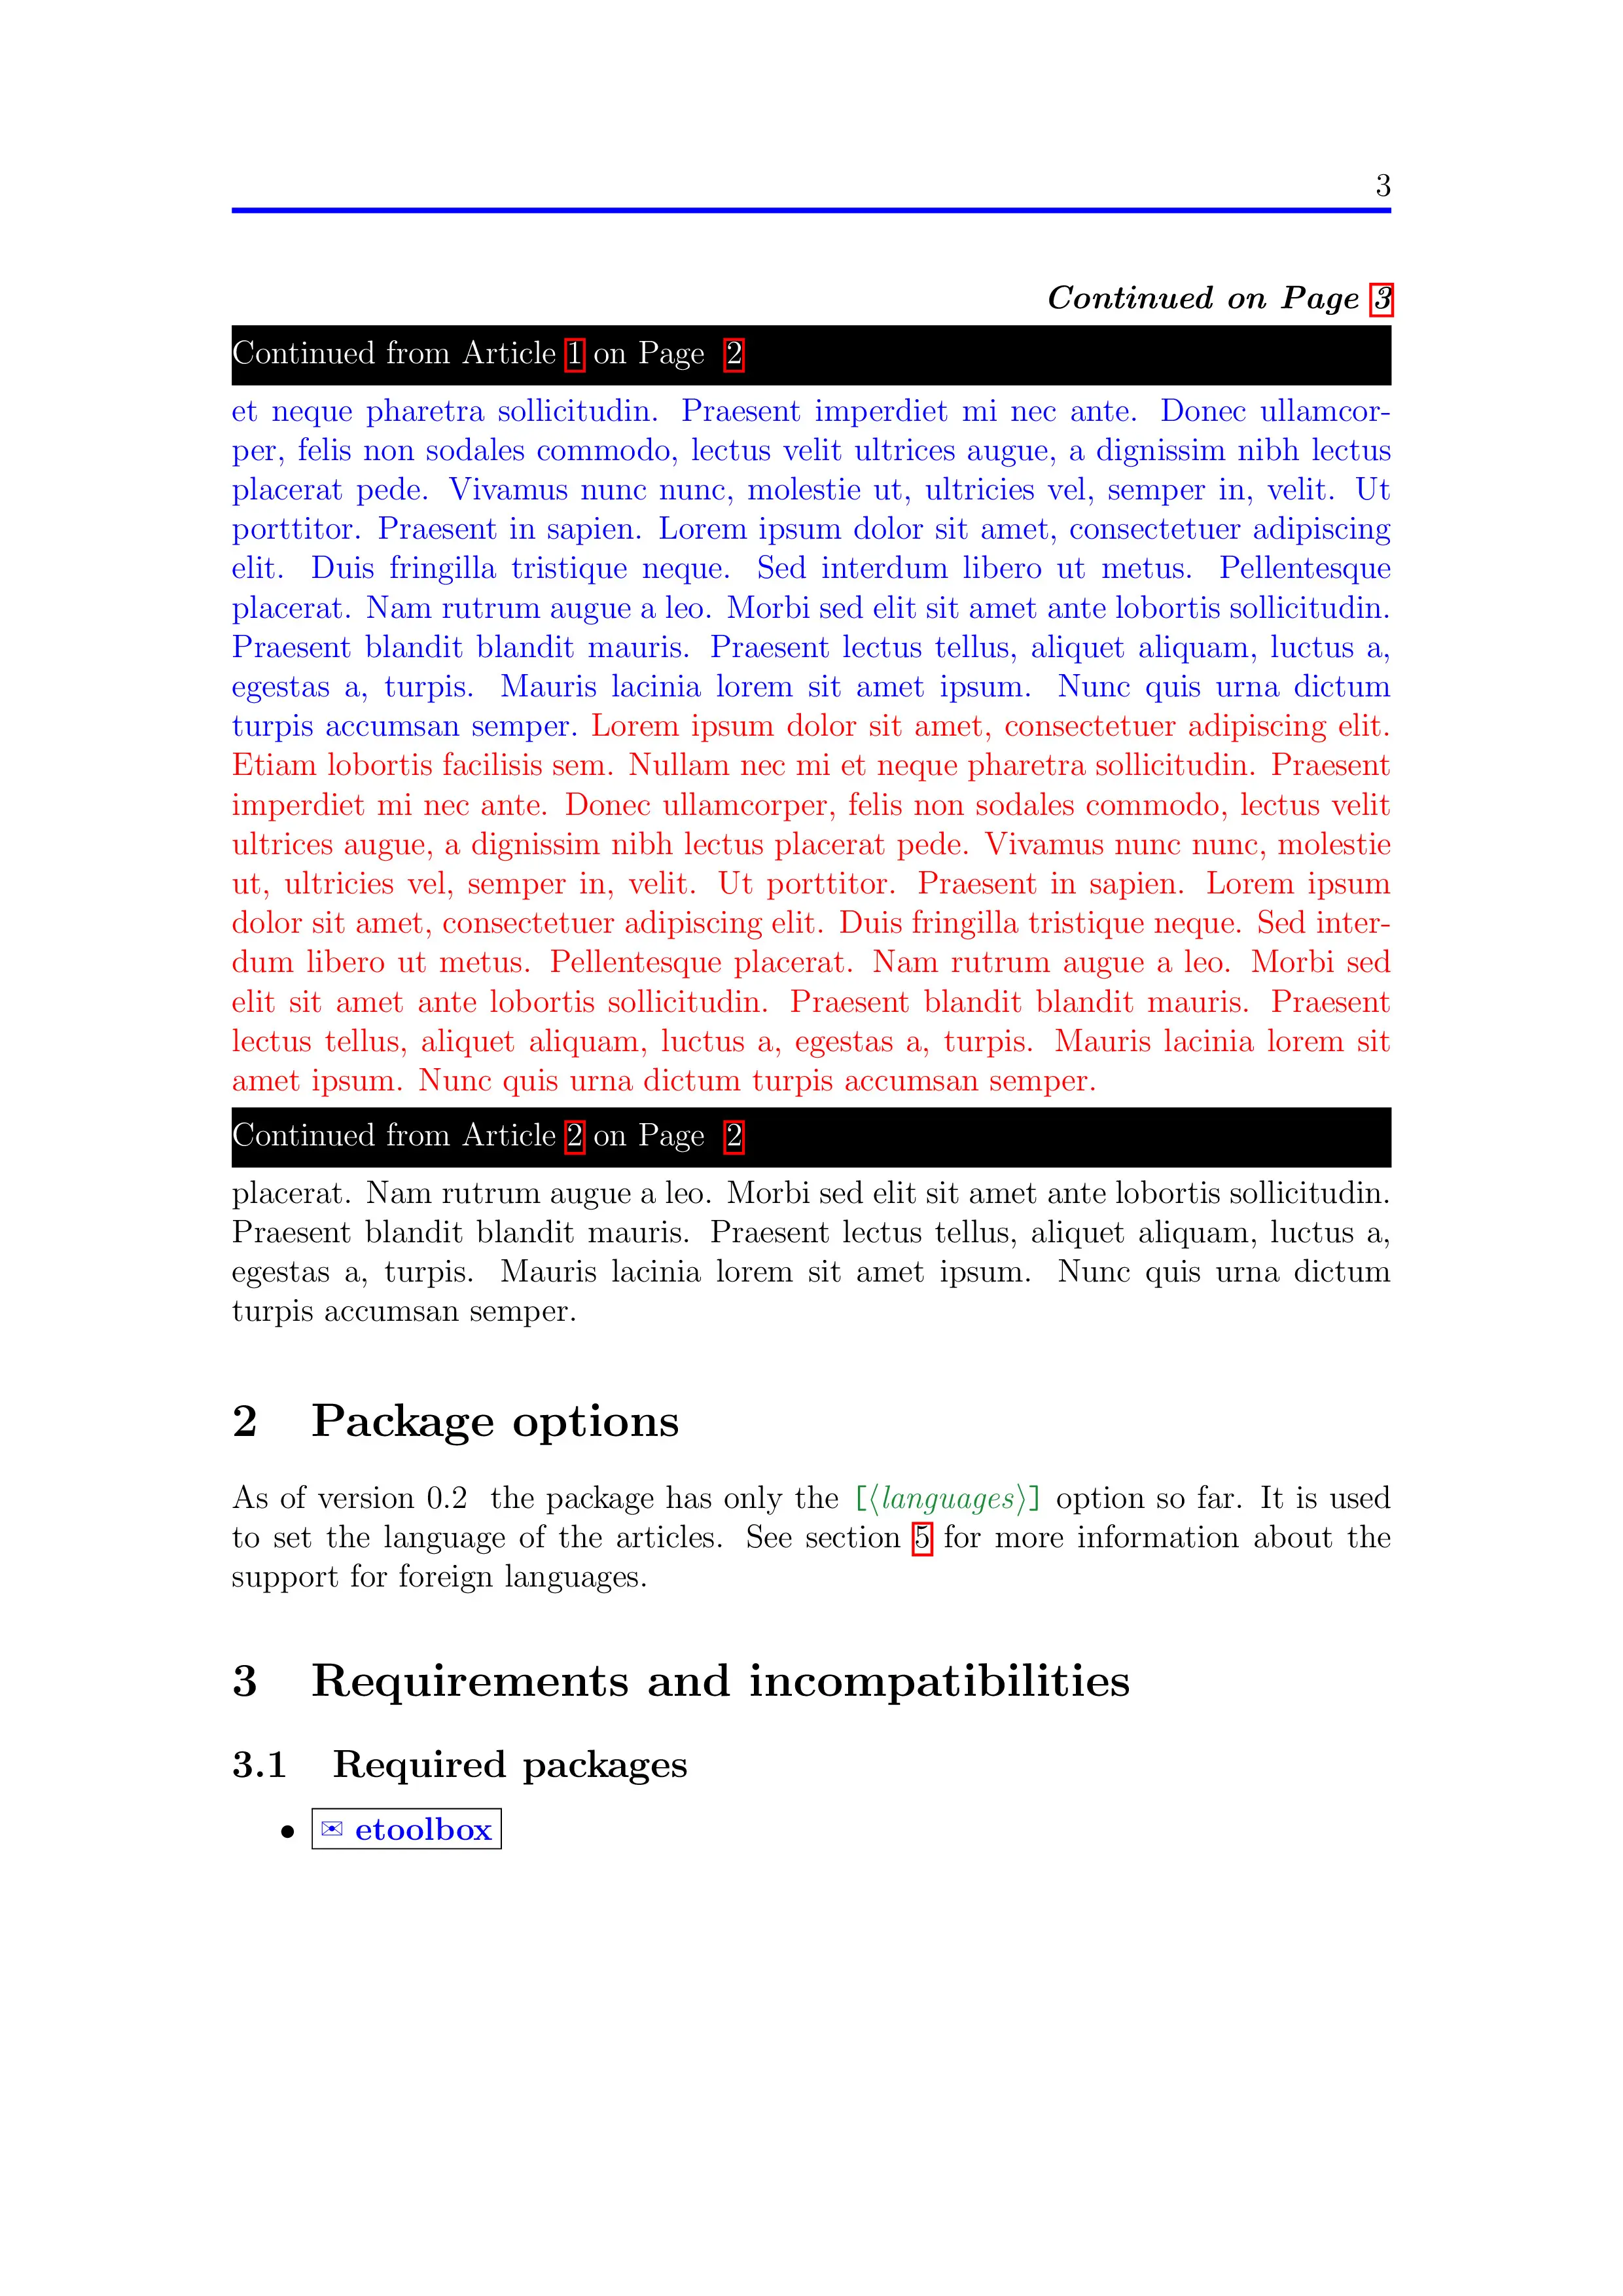 3
Continued on Page 3
Continued from Article 1 on Page 2
et neque pharetra sollicitudin. Praesent imperdiet mi nec ante. Donec ullamcor-
per, felis non sodales commodo, lectus velit ultrices augue, a dignissim nibh lectus
placerat pede. Vivamus nunc nunc, molestie ut, ultricies vel, semper in, velit. Ut
porttitor. Praesent in sapien. Lorem ipsum dolor sit amet, consectetuer adipiscing
elit. Duis fringilla tristique neque. Sed interdum libero ut metus. Pellentesque
placerat. Nam rutrum augue a leo. Morbi sed elit sit amet ante lobortis sollicitudin.
Praesent blandit blandit mauris. Praesent lectus tellus, aliquet aliquam, luctus a,
egestas a, turpis. Mauris lacinia lorem sit amet ipsum. Nunc quis urna dictum
turpis accumsan semper. Lorem ipsum dolor sit amet, consectetuer adipiscing elit.
Etiam lobortis facilisis sem. Nullam nec mi et neque pharetra sollicitudin. Praesent
imperdiet mi nec ante. Donec ullamcorper, felis non sodales commodo, lectus velit
ultrices augue, a dignissim nibh lectus placerat pede. Vivamus nunc nunc, molestie
ut, ultricies vel, semper in, velit. Ut porttitor. Praesent in sapien. Lorem ipsum
dolor sit amet, consectetuer adipiscing elit. Duis fringilla tristique neque. Sed inter-
dum libero ut metus. Pellentesque placerat. Nam rutrum augue a leo. Morbi sed
elit sit amet ante lobortis sollicitudin. Praesent blandit blandit mauris. Praesent
lectus tellus, aliquet aliquam, luctus a, egestas a, turpis. Mauris lacinia lorem sit
amet ipsum. Nunc quis urna dictum turpis accumsan semper.
Continued from Article 2 on Page 2
placerat. Nam rutrum augue a leo. Morbi sed elit sit amet ante lobortis sollicitudin.
Praesent blandit blandit mauris. Praesent lectus tellus, aliquet aliquam, luctus a,
egestas a, turpis. Mauris lacinia lorem sit amet ipsum. Nunc quis urna dictum
turpis accumsan semper.
2 Package options
As of version 0.2 the package has only the [⟨languages⟩] option so far. It is used
to set the language of the articles. See section 5 for more information about the
support for foreign languages.
3 Requirements and incompatibilities
3.1 Required packages
• etoolbox